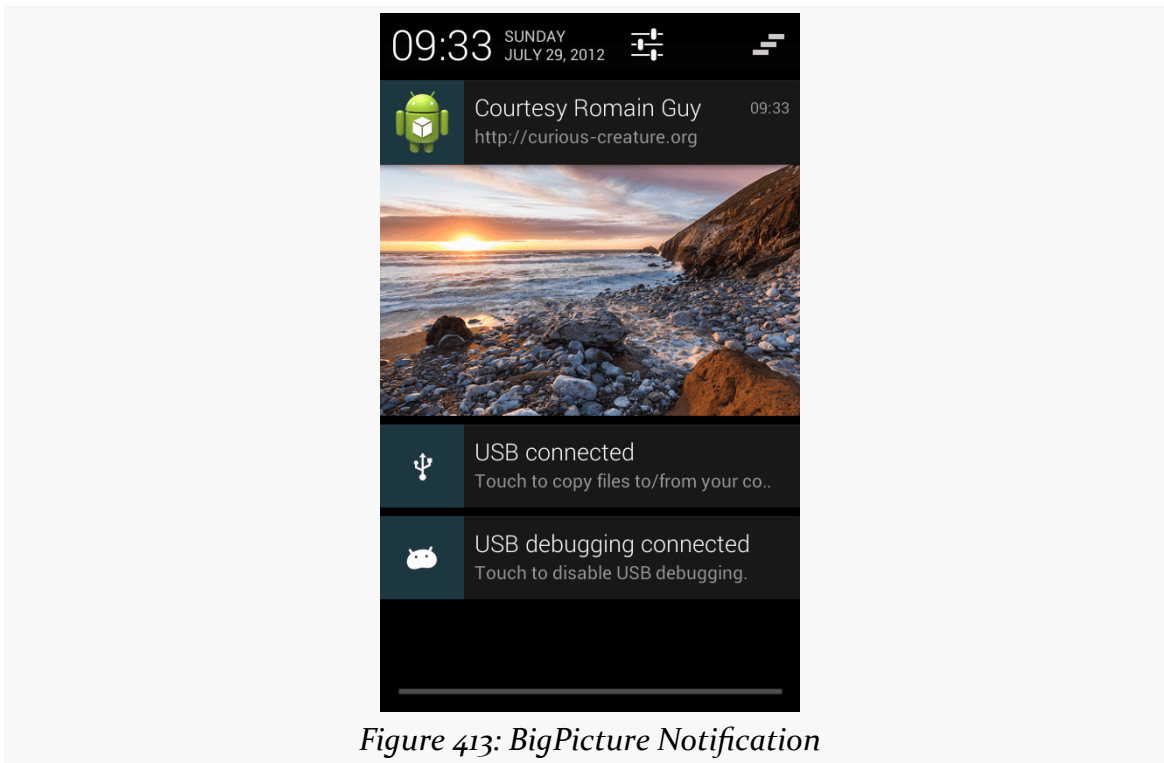 09:33 SUNDAY
JULY 29, 2012
Courtesy Romain Guy 09:33
http://curious-creature.org
USB connected
Touch to copy files to/from your co..
USB debugging connected
Touch to disable USB debugging.
Figure 413: BigPicture Notification